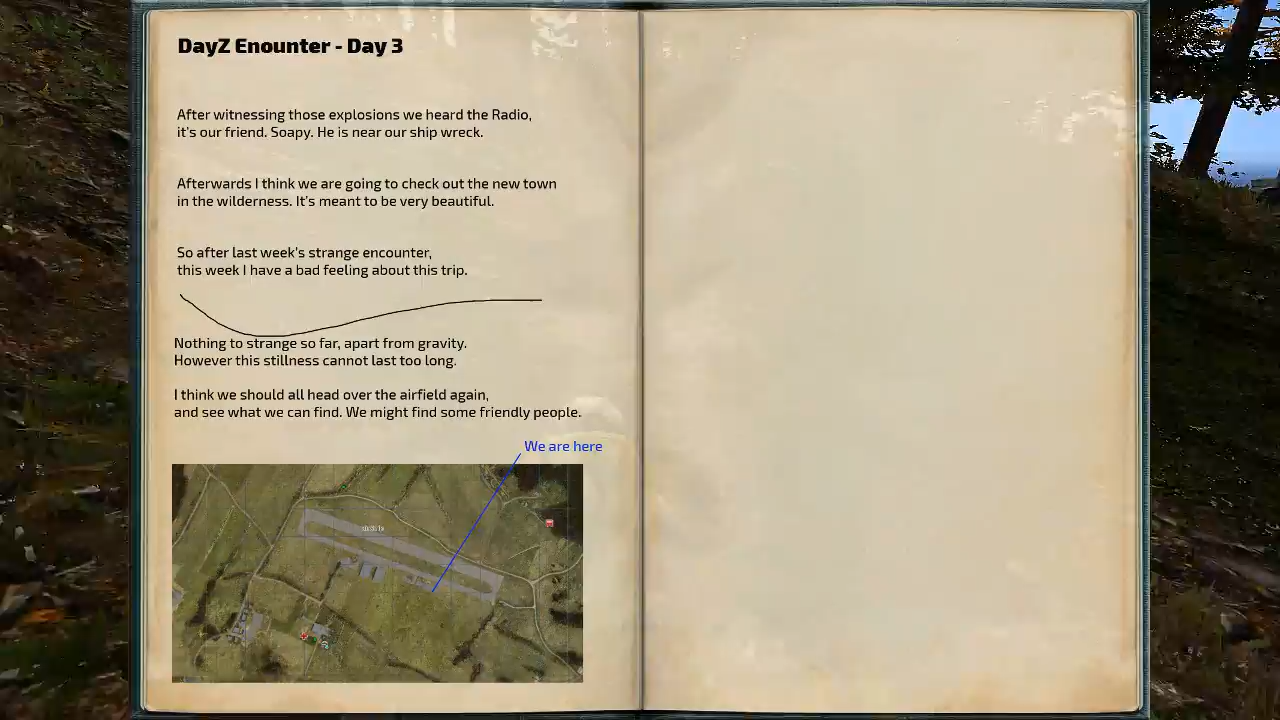 DayZ Enounter - Day 3
After witnessing those explosions we heard the Radio,
it's our friend. Soapy. He is near our ship wreck.
Afterwards I think we are going to check out the new town
in the wilderness. It's meant to be very beautiful.
So after last week's strange encounter,
this week I have a bad feeling about this trip.
Nothing to strange so far, apart from gravity.
However this stillness cannot last too long.
I think we should all head over the airfield again,
and see what we can find. We might find some friendly people.
We are here